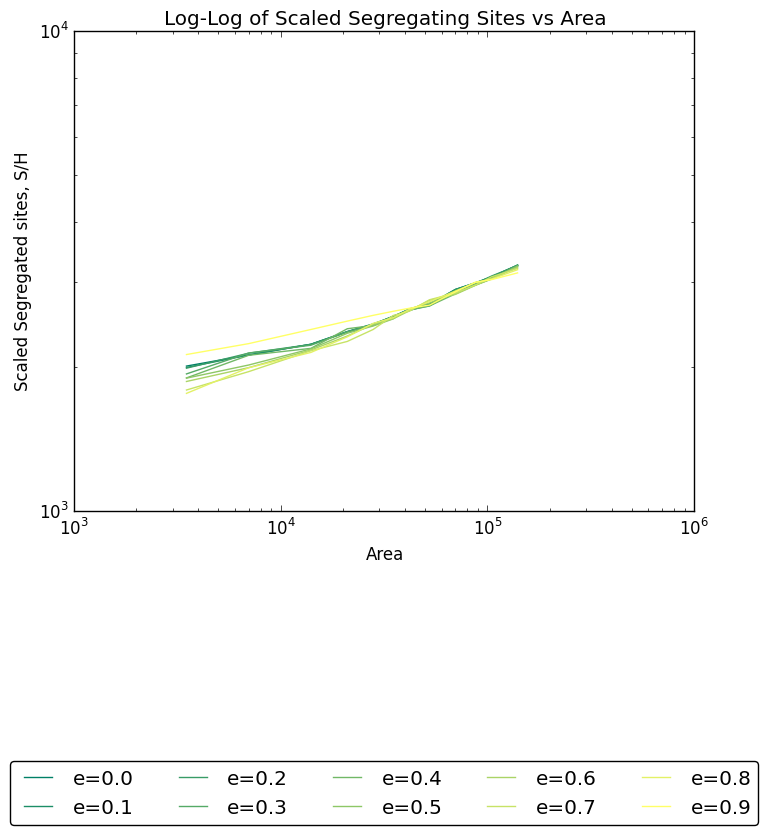 Log-Log of Scaled Segregating Sites vs Area
10^4
10^3
Scaled Segregated sites, S/H
10^3 10^4 10^5 10^6
Area
e=0.0 e=0.2 e=0.4 e=0.6 e=0.8
e=0.1 e=0.3 e=0.5 e=0.7 e=0.9